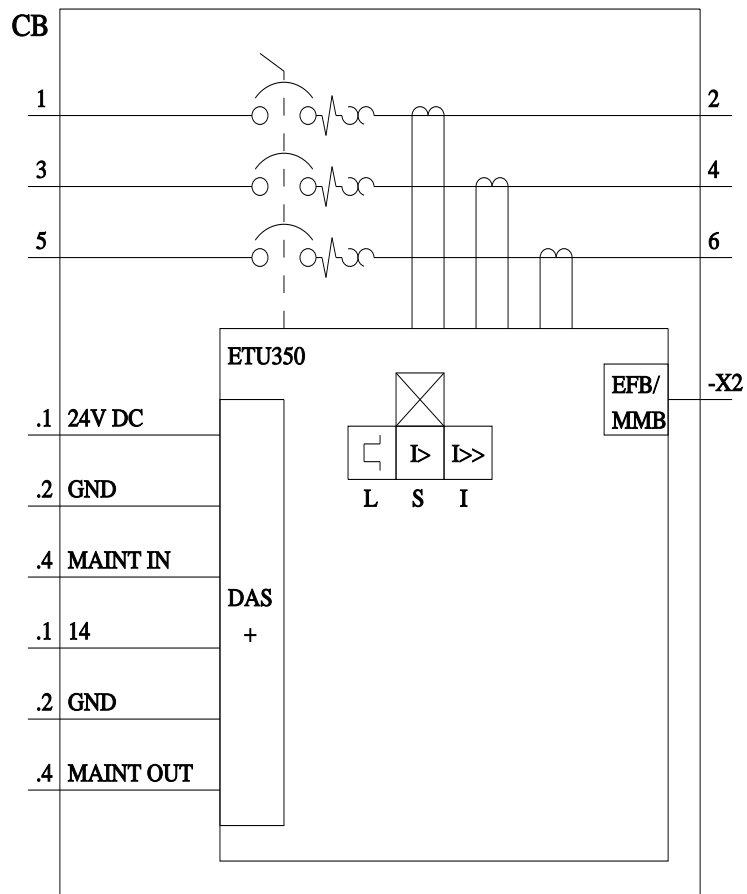 CB
1
2
3
4
5
6
ETU350
EFB/
MMB
-X2
.1 24V DC
I> I>>
L S I
.2 GND
.4 MAINT IN
DAS
+
.1 14
.2 GND
.4 MAINT OUT